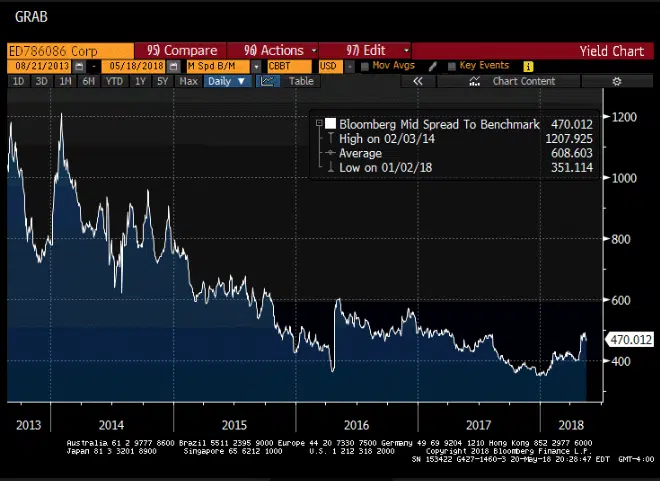 GRAB
ED786086 Corp 95) Compare 96) Actions 97) Edit Yield Chart
08/21/2013 - 05/18/2018 M Spd B/M CBBT USD Mov Avgs Key Events i
1D 3D 1M 6M YTD 1Y 5Y Max Daily ▼ Table << Chart Content
Bloomberg Mid Spread To Benchmark 470.012
High on 02/03/14 1207.925
Average 608.603
Low on 01/02/18 351.114
1200
1000
800
600
470.012
400
2013 2014 2015 2016 2017 2018
Australia 61 2 9777 8600 Brazil 5511 2395 9000 Europe 44 20 7330 7500 Germany 49 69 9204 1210 Hong Kong 852 2977 6000
Japan 81 3 3201 8900 Singapore 65 6212 1000 U.S. 1 212 318 2000 Copyright 2018 Bloomberg Finance L.P.
SN 153422 G427-1460-3 20-May-18 20:28:47 EDT GMT-4:00